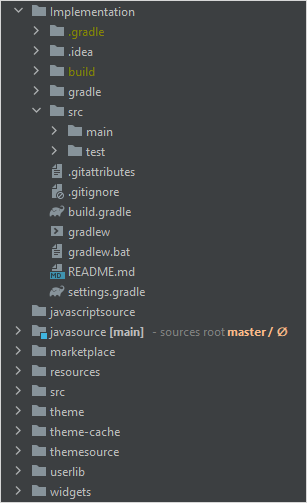 Implementation
.gradle
.idea
build
gradle
src
main
test
.gitattributes
.gitignore
build.gradle
gradlew
gradlew.bat
MD README.md
settings.gradle
javascriptsource
javasource [main] - sources root master / Ø
marketplace
resources
src
theme
theme-cache
themesource
userlib
widgets